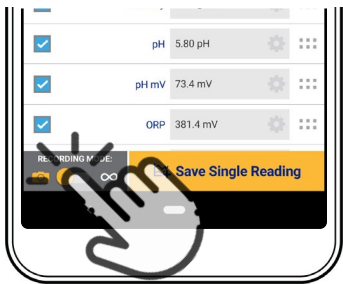 pH 5.80 pH
pH mV 73.4 mV
ORP 381.4 mV
RECORDING MODE:
Save Single Reading